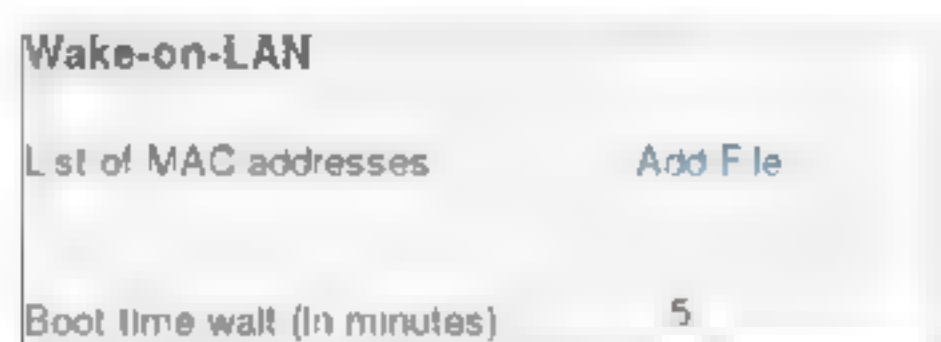 Wake-on-LAN
List of MAC addresses Add File
Boot time wait (in minutes) 5